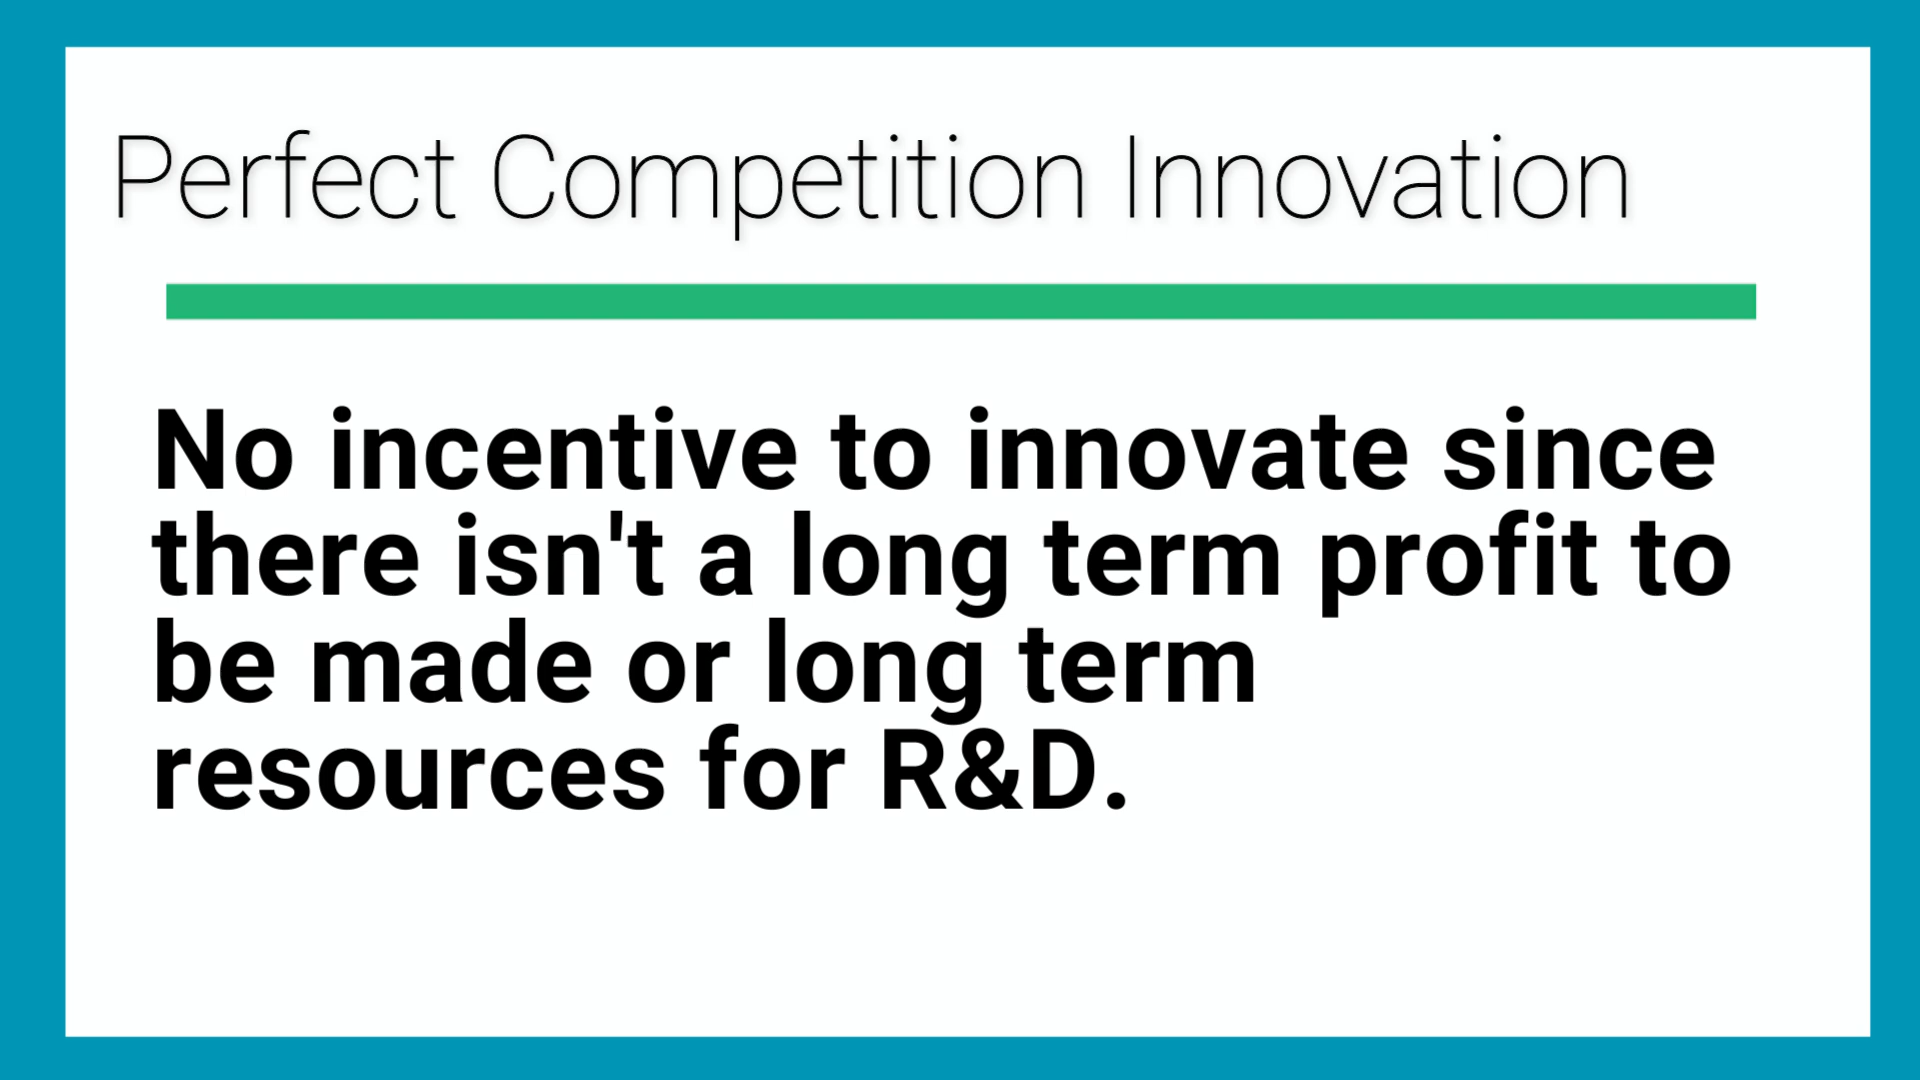 Perfect Competition Innovation
No incentive to innovate since
there isn't a long term profit to
be made or long term
resources for R&D.